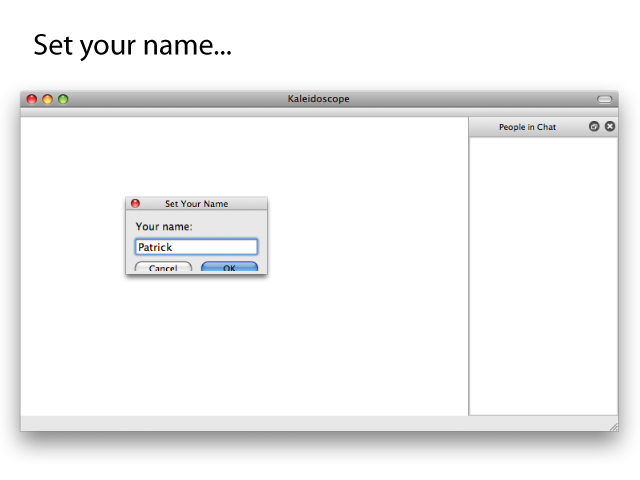 Set your name...
Kaleidoscope
People in Chat
Set Your Name
Your name:
Patrick
Cancel OK